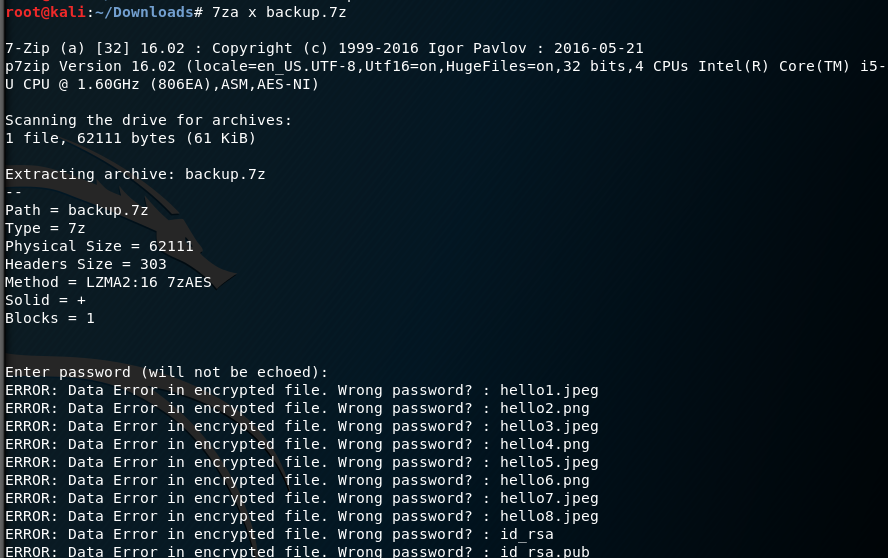 root@kali:~/Downloads# 7za x backup.7z
7-Zip (a) [32] 16.02 : Copyright (c) 1999-2016 Igor Pavlov : 2016-05-21
p7zip Version 16.02 (locale=en_US.UTF-8,Utf16=on,HugeFiles=on,32 bits,4 CPUs Intel(R) Core(TM) i5-
U CPU @ 1.60GHz (806EA),ASM,AES-NI)
Scanning the drive for archives:
1 file, 62111 bytes (61 KiB)
Extracting archive: backup.7z
--
Path = backup.7z
Type = 7z
Physical Size = 62111
Headers Size = 303
Method = LZMA2:16 7zAES
Solid = +
Blocks = 1
Enter password (will not be echoed):
ERROR: Data Error in encrypted file. Wrong password? : hello1.jpeg
ERROR: Data Error in encrypted file. Wrong password? : hello2.png
ERROR: Data Error in encrypted file. Wrong password? : hello3.jpeg
ERROR: Data Error in encrypted file. Wrong password? : hello4.png
ERROR: Data Error in encrypted file. Wrong password? : hello5.jpeg
ERROR: Data Error in encrypted file. Wrong password? : hello6.png
ERROR: Data Error in encrypted file. Wrong password? : hello7.jpeg
ERROR: Data Error in encrypted file. Wrong password? : hello8.jpeg
ERROR: Data Error in encrypted file. Wrong password? : id_rsa
ERROR: Data Error in encrypted file. Wrong password? : id_rsa.pub